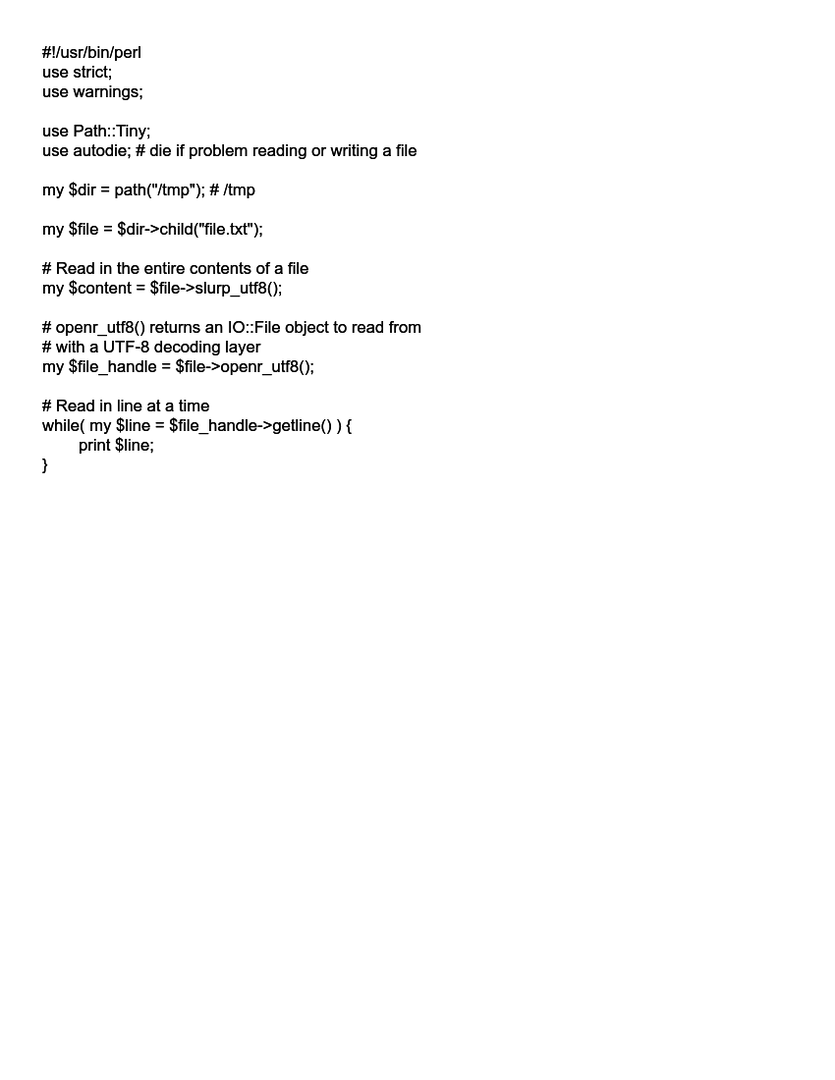 #!/usr/bin/perl
use strict;
use warnings;

use Path::Tiny;
use autodie; # die if problem reading or writing a file

my $dir = path("/tmp"); # /tmp

my $file = $dir->child("file.txt");

# Read in the entire contents of a file
my $content = $file->slurp_utf8();

# openr_utf8() returns an IO::File object to read from
# with a UTF-8 decoding layer
my $file_handle = $file->openr_utf8();

# Read in line at a time
while( my $line = $file_handle->getline() ) {
        print $line;
}